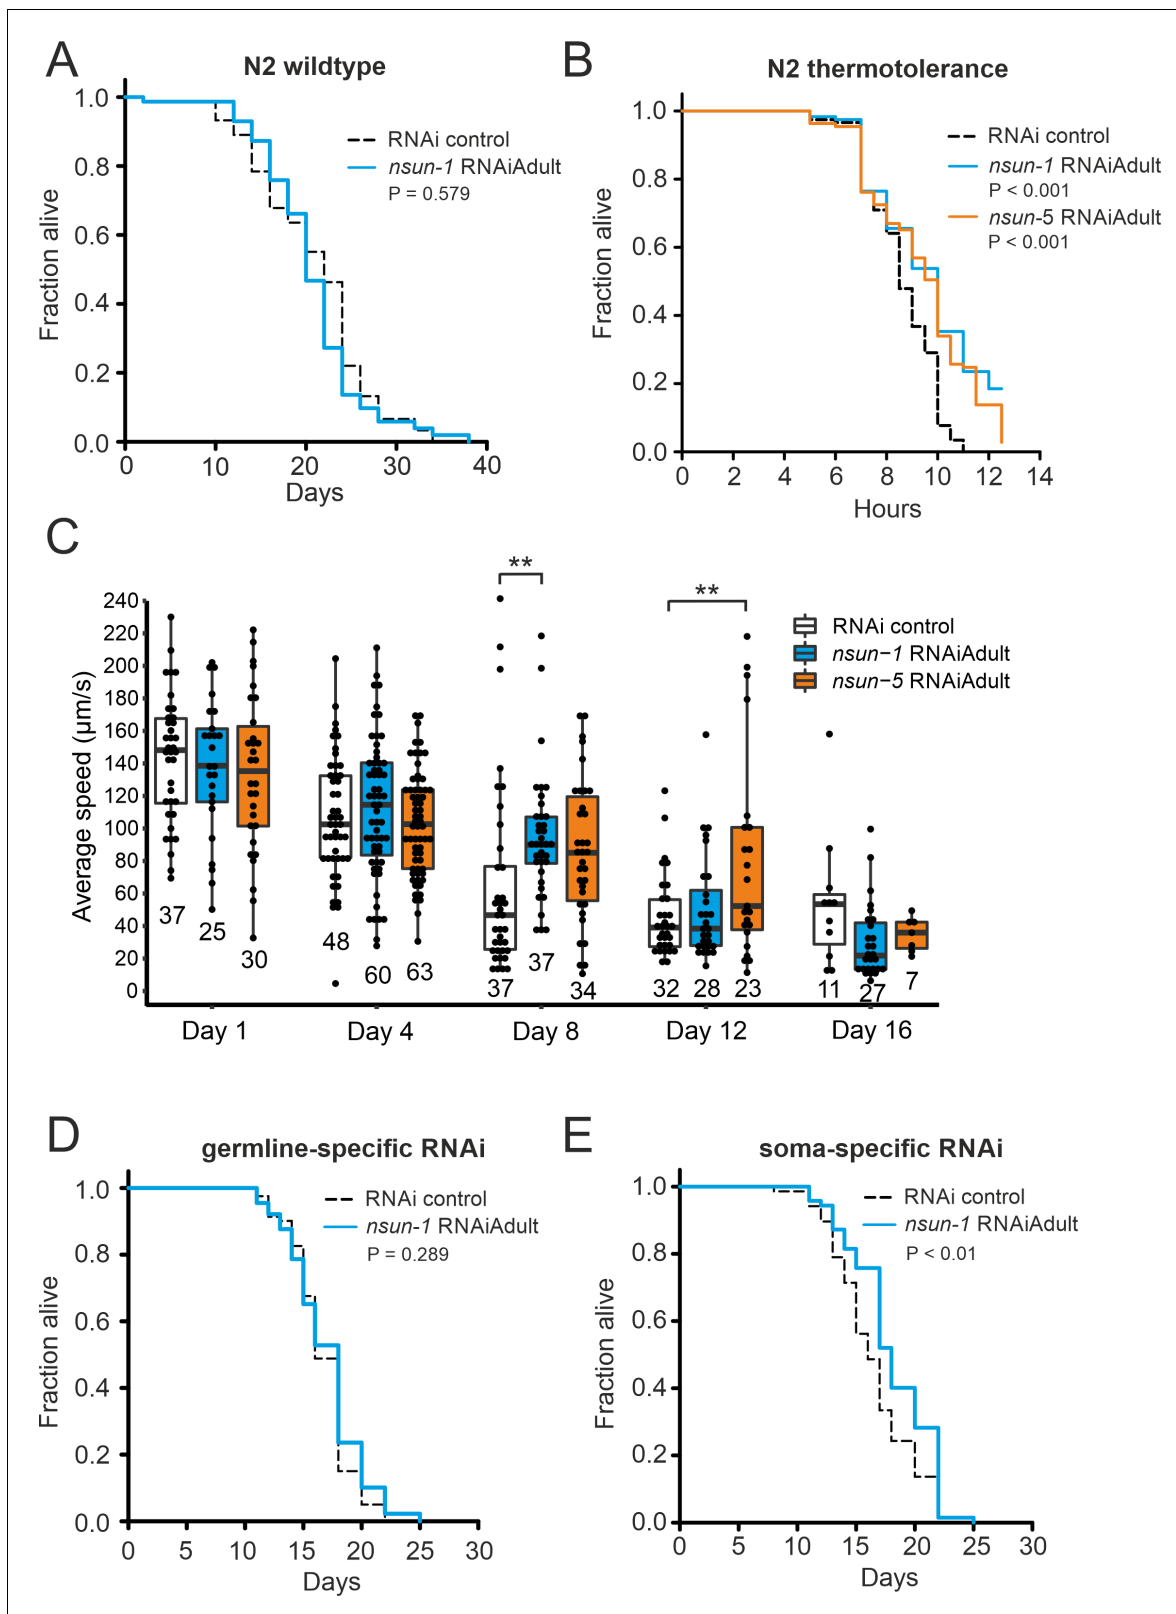 A
N2 wildtype
1.0
0.8
0.6
0.4
0.2
0.0
0 10 20 30 40
Days
Fraction alive
RNAi control
nsun-1 RNAiAdult
P = 0.579
B
N2 thermotolerance
1.0
0.8
0.6
0.4
0.2
0.0
0 2 4 6 8 10 12 14
Hours
Fraction alive
RNAi control
nsun-1 RNAiAdult
P < 0.001
nsun-5 RNAiAdult
P < 0.001
C
Average speed (µm/s)
240
220
200
180
160
140
120
100
80
60
40
20
0
** **
RNAi control
nsun−1 RNAiAdult
nsun−5 RNAiAdult
37 25 30 48 60 63 37 37 34 32 28 23 11 27 7
Day 1 Day 4 Day 8 Day 12 Day 16
D
germline-specific RNAi
1.0
0.8
0.6
0.4
0.2
0.0
0 5 10 15 20 25 30
Days
Fraction alive
RNAi control
nsun-1 RNAiAdult
P = 0.289
E
soma-specific RNAi
1.0
0.8
0.6
0.4
0.2
0.0
0 5 10 15 20 25 30
Days
Fraction alive
RNAi control
nsun-1 RNAiAdult
P < 0.01